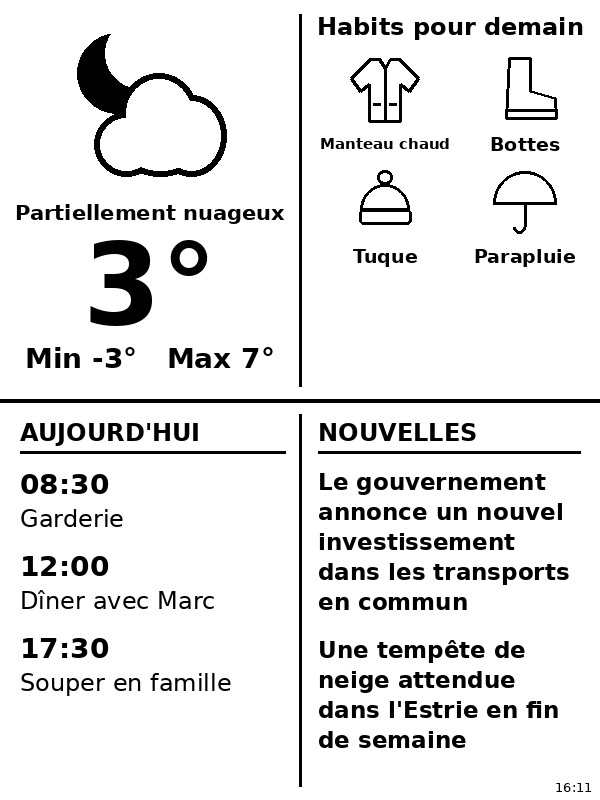 Partiellement nuageux
3°
Min -3° Max 7°
Habits pour demain
Manteau chaud
Bottes
Tuque
Parapluie
AUJOURD'HUI
08:30
Garderie
12:00
Dîner avec Marc
17:30
Souper en famille
NOUVELLES
Le gouvernement
annonce un nouvel
investissement
dans les transports
en commun
Une tempête de
neige attendue
dans l'Estrie en fin
de semaine
16:11